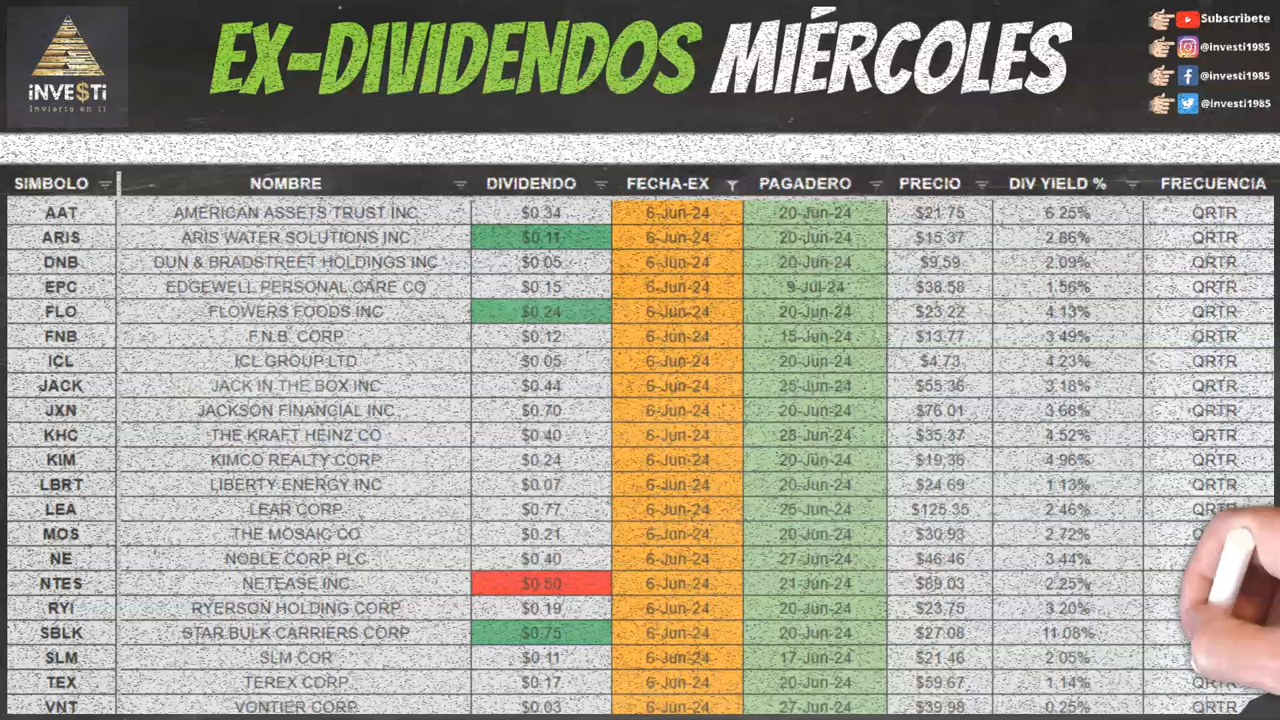 INVE$Ti
Invierto en ti
EX-DIVIDENDOS MIÉRCOLES
Subscribete
@investi1985
@investi1985
@investi1985
SIMBOLO NOMBRE DIVIDENDO FECHA-EX PAGADERO PRECIO DIV YIELD % FRECUENCIA
AAT AMERICAN ASSETS TRUST INC $0.34 6-Jun-24 20-Jun-24 $21.75 6.25% QRTR
ARIS ARIS WATER SOLUTIONS INC $0.11 6-Jun-24 20-Jun-24 $15.37 2.86% QRTR
DNB DUN & BRADSTREET HOLDINGS INC $0.05 6-Jun-24 20-Jun-24 $9.59 2.09% QRTR
EPC EDGEWELL PERSONAL CARE CO $0.15 6-Jun-24 9-Jul-24 $38.58 1.56% QRTR
FLO FLOWERS FOODS INC $0.24 6-Jun-24 20-Jun-24 $23.22 4.13% QRTR
FNB F.N.B. CORP $0.12 6-Jun-24 15-Jun-24 $13.77 3.49% QRTR
ICL ICL GROUP LTD $0.05 6-Jun-24 20-Jun-24 $4.73 4.23% QRTR
JACK JACK IN THE BOX INC $0.44 6-Jun-24 25-Jun-24 $55.36 3.18% QRTR
JXN JACKSON FINANCIAL INC $0.70 6-Jun-24 20-Jun-24 $76.01 3.68% QRTR
KHC THE KRAFT HEINZ CO $0.40 6-Jun-24 28-Jun-24 $35.37 4.52% QRTR
KIM KIMCO REALTY CORP $0.24 6-Jun-24 20-Jun-24 $19.36 4.96% QRTR
LBRT LIBERTY ENERGY INC $0.07 6-Jun-24 20-Jun-24 $24.69 1.13% QRTR
LEA LEAR CORP $0.77 6-Jun-24 25-Jun-24 $125.35 2.46% QRTR
MOS THE MOSAIC CO $0.21 6-Jun-24 20-Jun-24 $30.93 2.72%
NE NOBLE CORP PLC $0.40 6-Jun-24 27-Jun-24 $46.46 3.44%
NTES NETEASE INC $0.50 6-Jun-24 21-Jun-24 $89.03 2.25%
RYI RYERSON HOLDING CORP $0.19 6-Jun-24 20-Jun-24 $23.75 3.20%
SBLK STAR BULK CARRIERS CORP $0.75 6-Jun-24 20-Jun-24 $27.08 11.08%
SLM SLM COR $0.11 6-Jun-24 17-Jun-24 $21.46 2.05%
TEX TEREX CORP $0.17 6-Jun-24 20-Jun-24 $59.67 1.14% QRTR
VNT VONTIER CORP $0.03 6-Jun-24 27-Jun-24 $39.98 0.25% QRTR